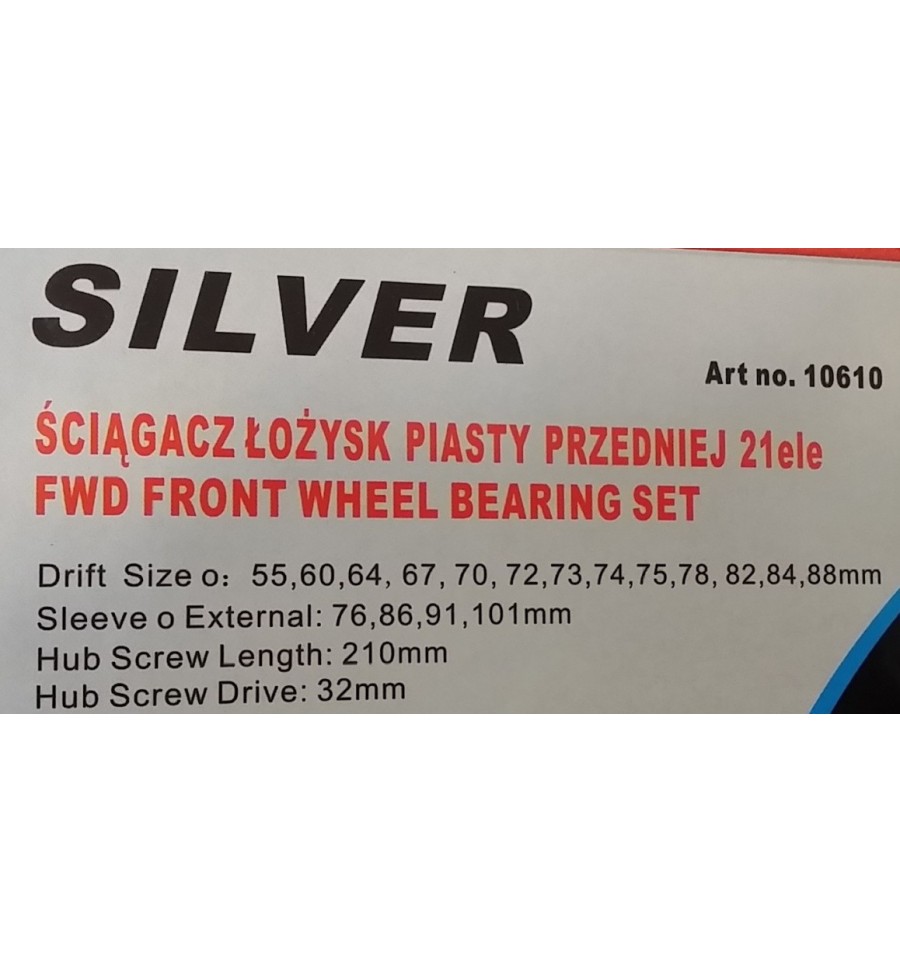 SILVER
Art no. 10610
ŚCIĄGACZ ŁOŻYSK PIASTY PRZEDNIEJ 21ele
FWD FRONT WHEEL BEARING SET
Drift Size o: 55,60,64, 67, 70, 72,73,74,75,78, 82,84,88mm
Sleeve o External: 76,86,91,101mm
Hub Screw Length: 210mm
Hub Screw Drive: 32mm